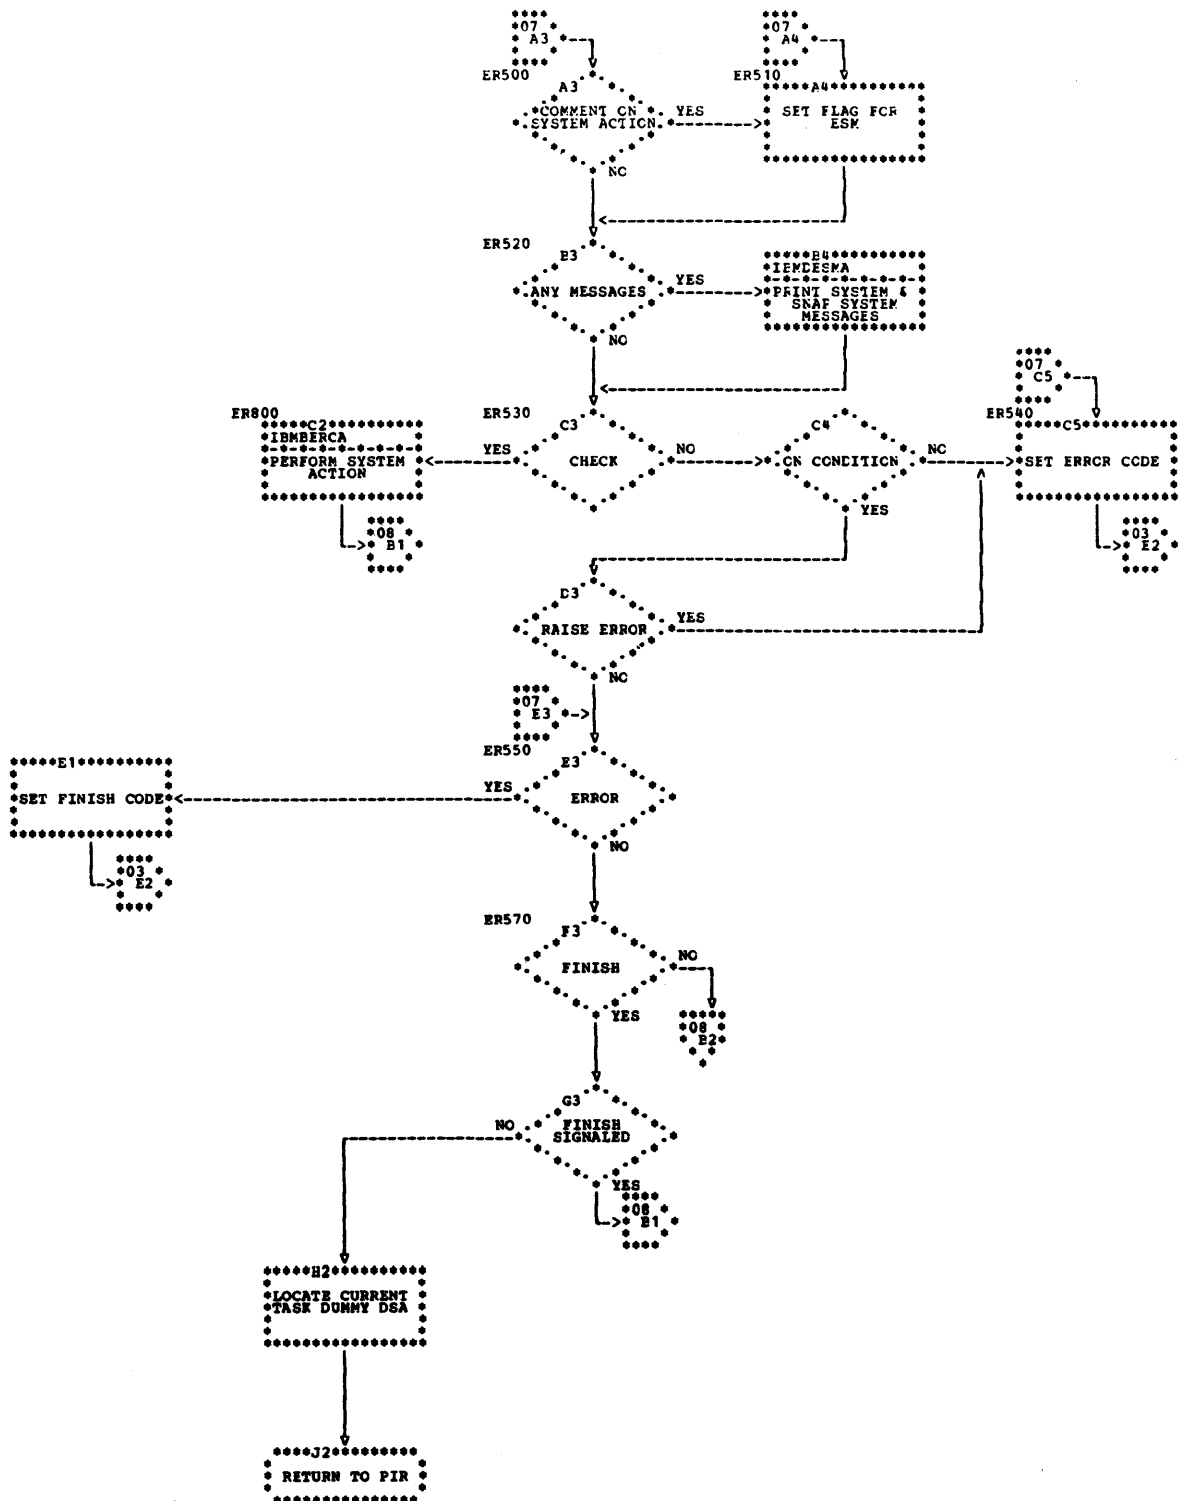 07
A3
07
A4
ER500
ER510
A3
COMMENT ON
SYSTEM ACTION
YES
A4
SET FLAG FOR
ESM
NO
ER520
B3
ANY MESSAGES
YES
B4
IBMDESMA
PRINT SYSTEM &
SNAP SYSTEM
MESSAGES
NO
07
C5
ER800
C2
IBMBERCA
PERFORM SYSTEM
ACTION
YES
ER530
C3
CHECK
NO
C4
ON CONDITION
NO
ER540
C5
SET ERROR CODE
YES
08
B1
03
E2
D3
RAISE ERROR
YES
NO
07
E3
ER550
E1
SET FINISH CODE
YES
E3
ERROR
NO
03
E2
ER570
F3
FINISH
NO
YES
08
B2
G3
NO
FINISH
SIGNALED
YES
08
B1
H2
LOCATE CURRENT
TASK DUMMY DSA
J2
RETURN TO PIR